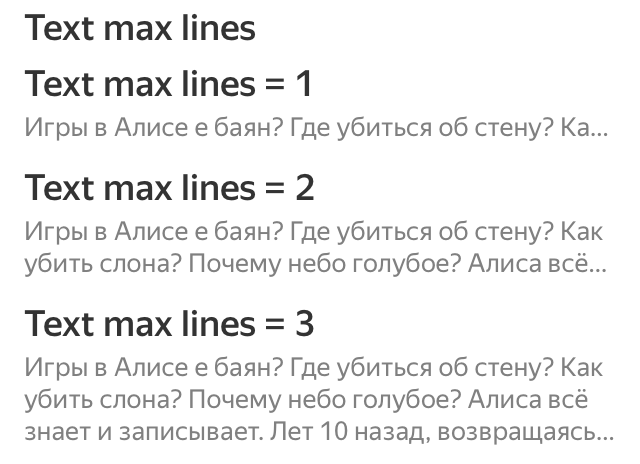 Text max lines
Text max lines = 1
Игры в Алисе е баян? Где убиться об стену? Ка...
Text max lines = 2
Игры в Алисе е баян? Где убиться об стену? Как
убить слона? Почему небо голубое? Алиса всё...
Text max lines = 3
Игры в Алисе е баян? Где убиться об стену? Как
убить слона? Почему небо голубое? Алиса всё
знает и записывает. Лет 10 назад, возвращаясь...